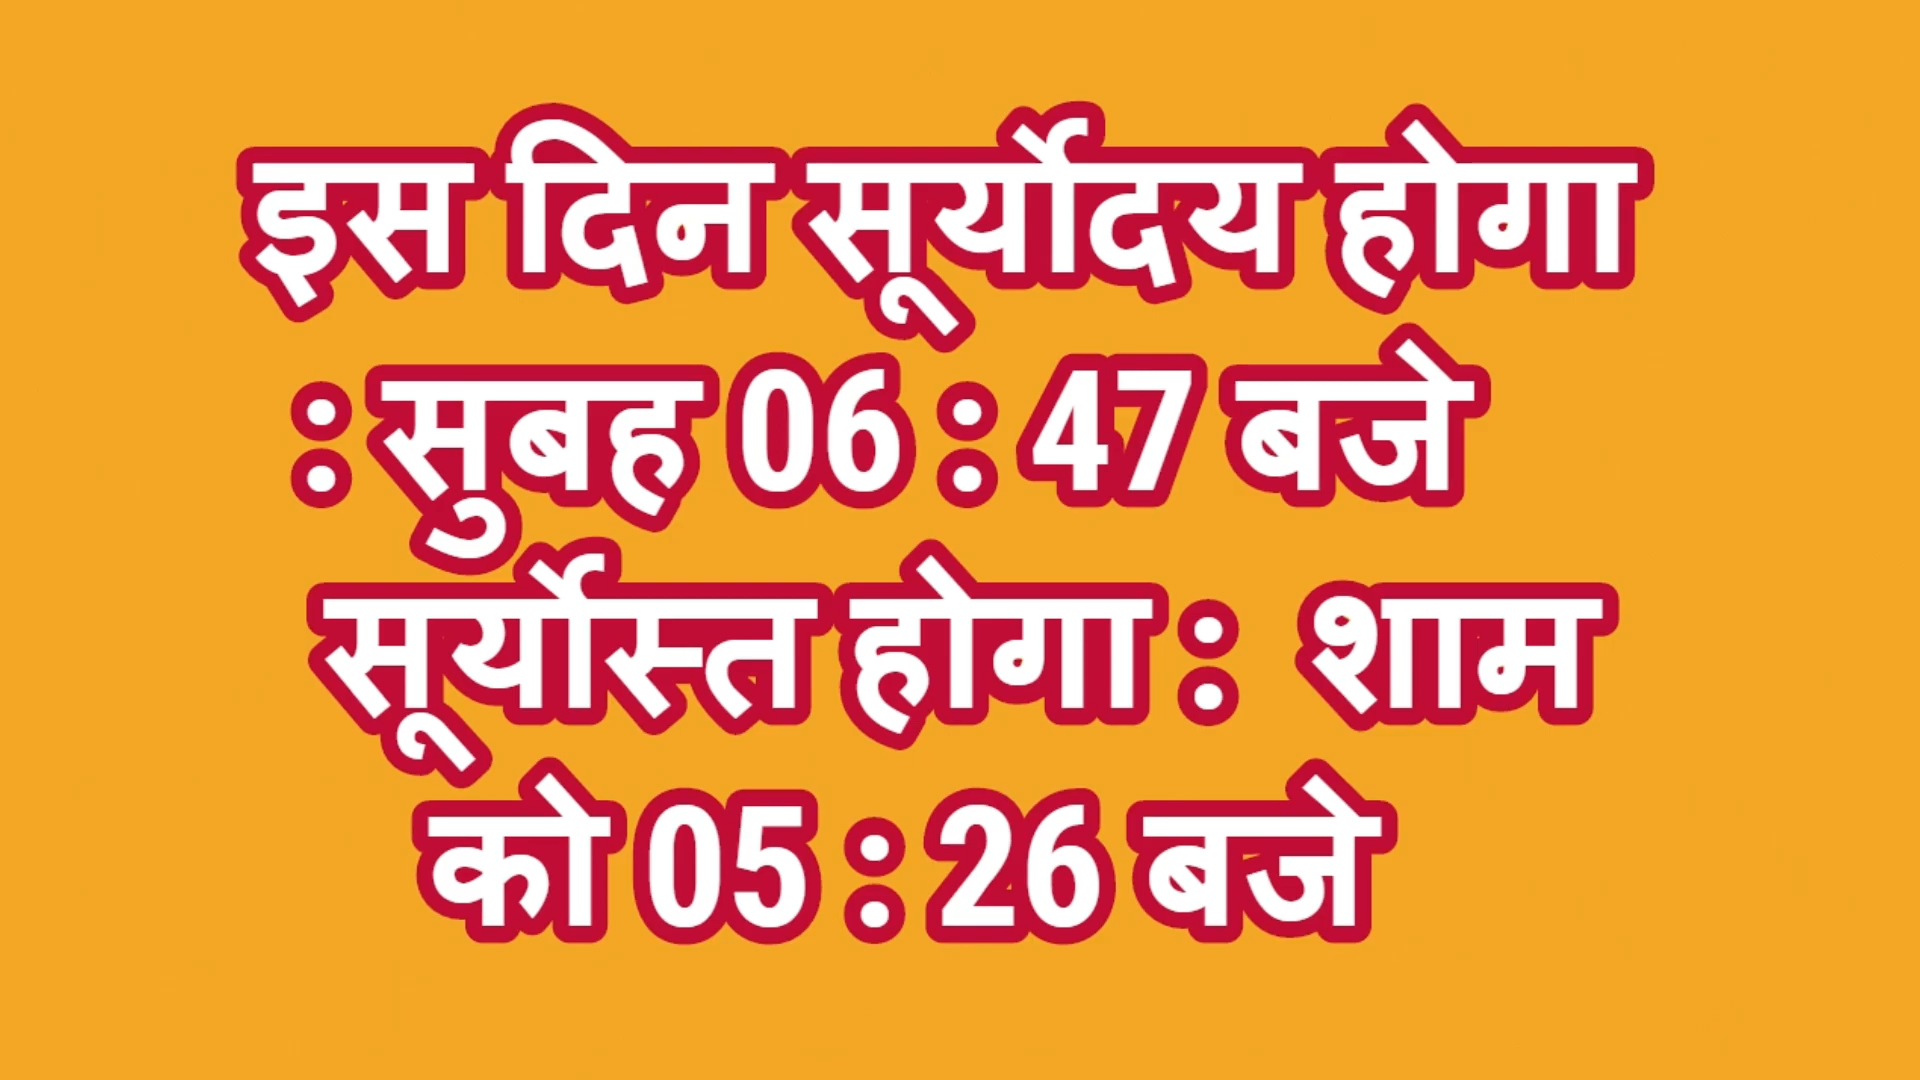 इस दिन सूर्योदय होगा
: सुबह 06 : 47 बजे
सूर्योस्त होगा : शाम
को 05 : 26 बजे